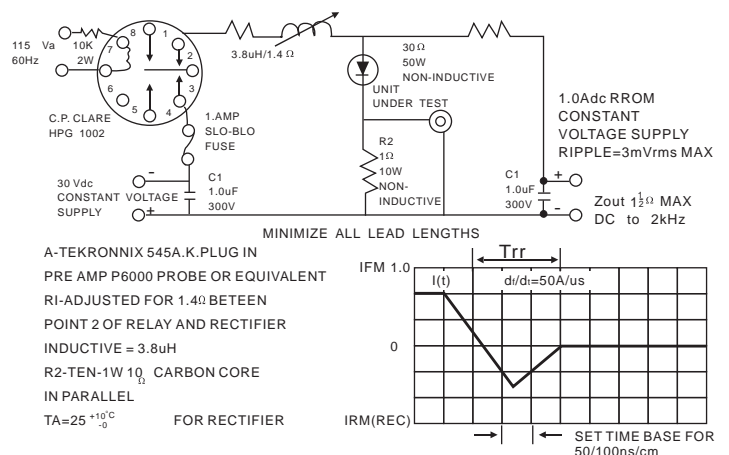 115 Va
60Hz
10K
2W
8
1
7
2
6
3
5
4
C.P. CLARE
HPG 1002
1.AMP
SLO-BLO
FUSE
3.8uH/1.4 Ω
30 Ω
50W
NON-INDUCTIVE
UNIT
UNDER TEST
R2
1Ω
10W
NON-
INDUCTIVE
1.0Adc RROM
CONSTANT
VOLTAGE SUPPLY
RIPPLE=3mVrms MAX
30 Vdc
CONSTANT VOLTAGE
SUPPLY
-
+
C1
1.0uF
300V
C1
1.0uF
300V
+
-
Zout 1½Ω MAX
DC to 2kHz
MINIMIZE ALL LEAD LENGTHS
A-TEKRONNIX 545A.K.PLUG IN
PRE AMP P6000 PROBE OR EQUIVALENT
RI-ADJUSTED FOR 1.4Ω BETEEN
POINT 2 OF RELAY AND RECTIFIER
INDUCTIVE = 3.8uH
R2-TEN-1W 10Ω CARBON CORE
IN PARALLEL
TA=25 +10°C -0 FOR RECTIFIER
Trr
IFM 1.0
I(t)
di/dt=50A/us
0
IRM(REC)
SET TIME BASE FOR
50/100ns/cm